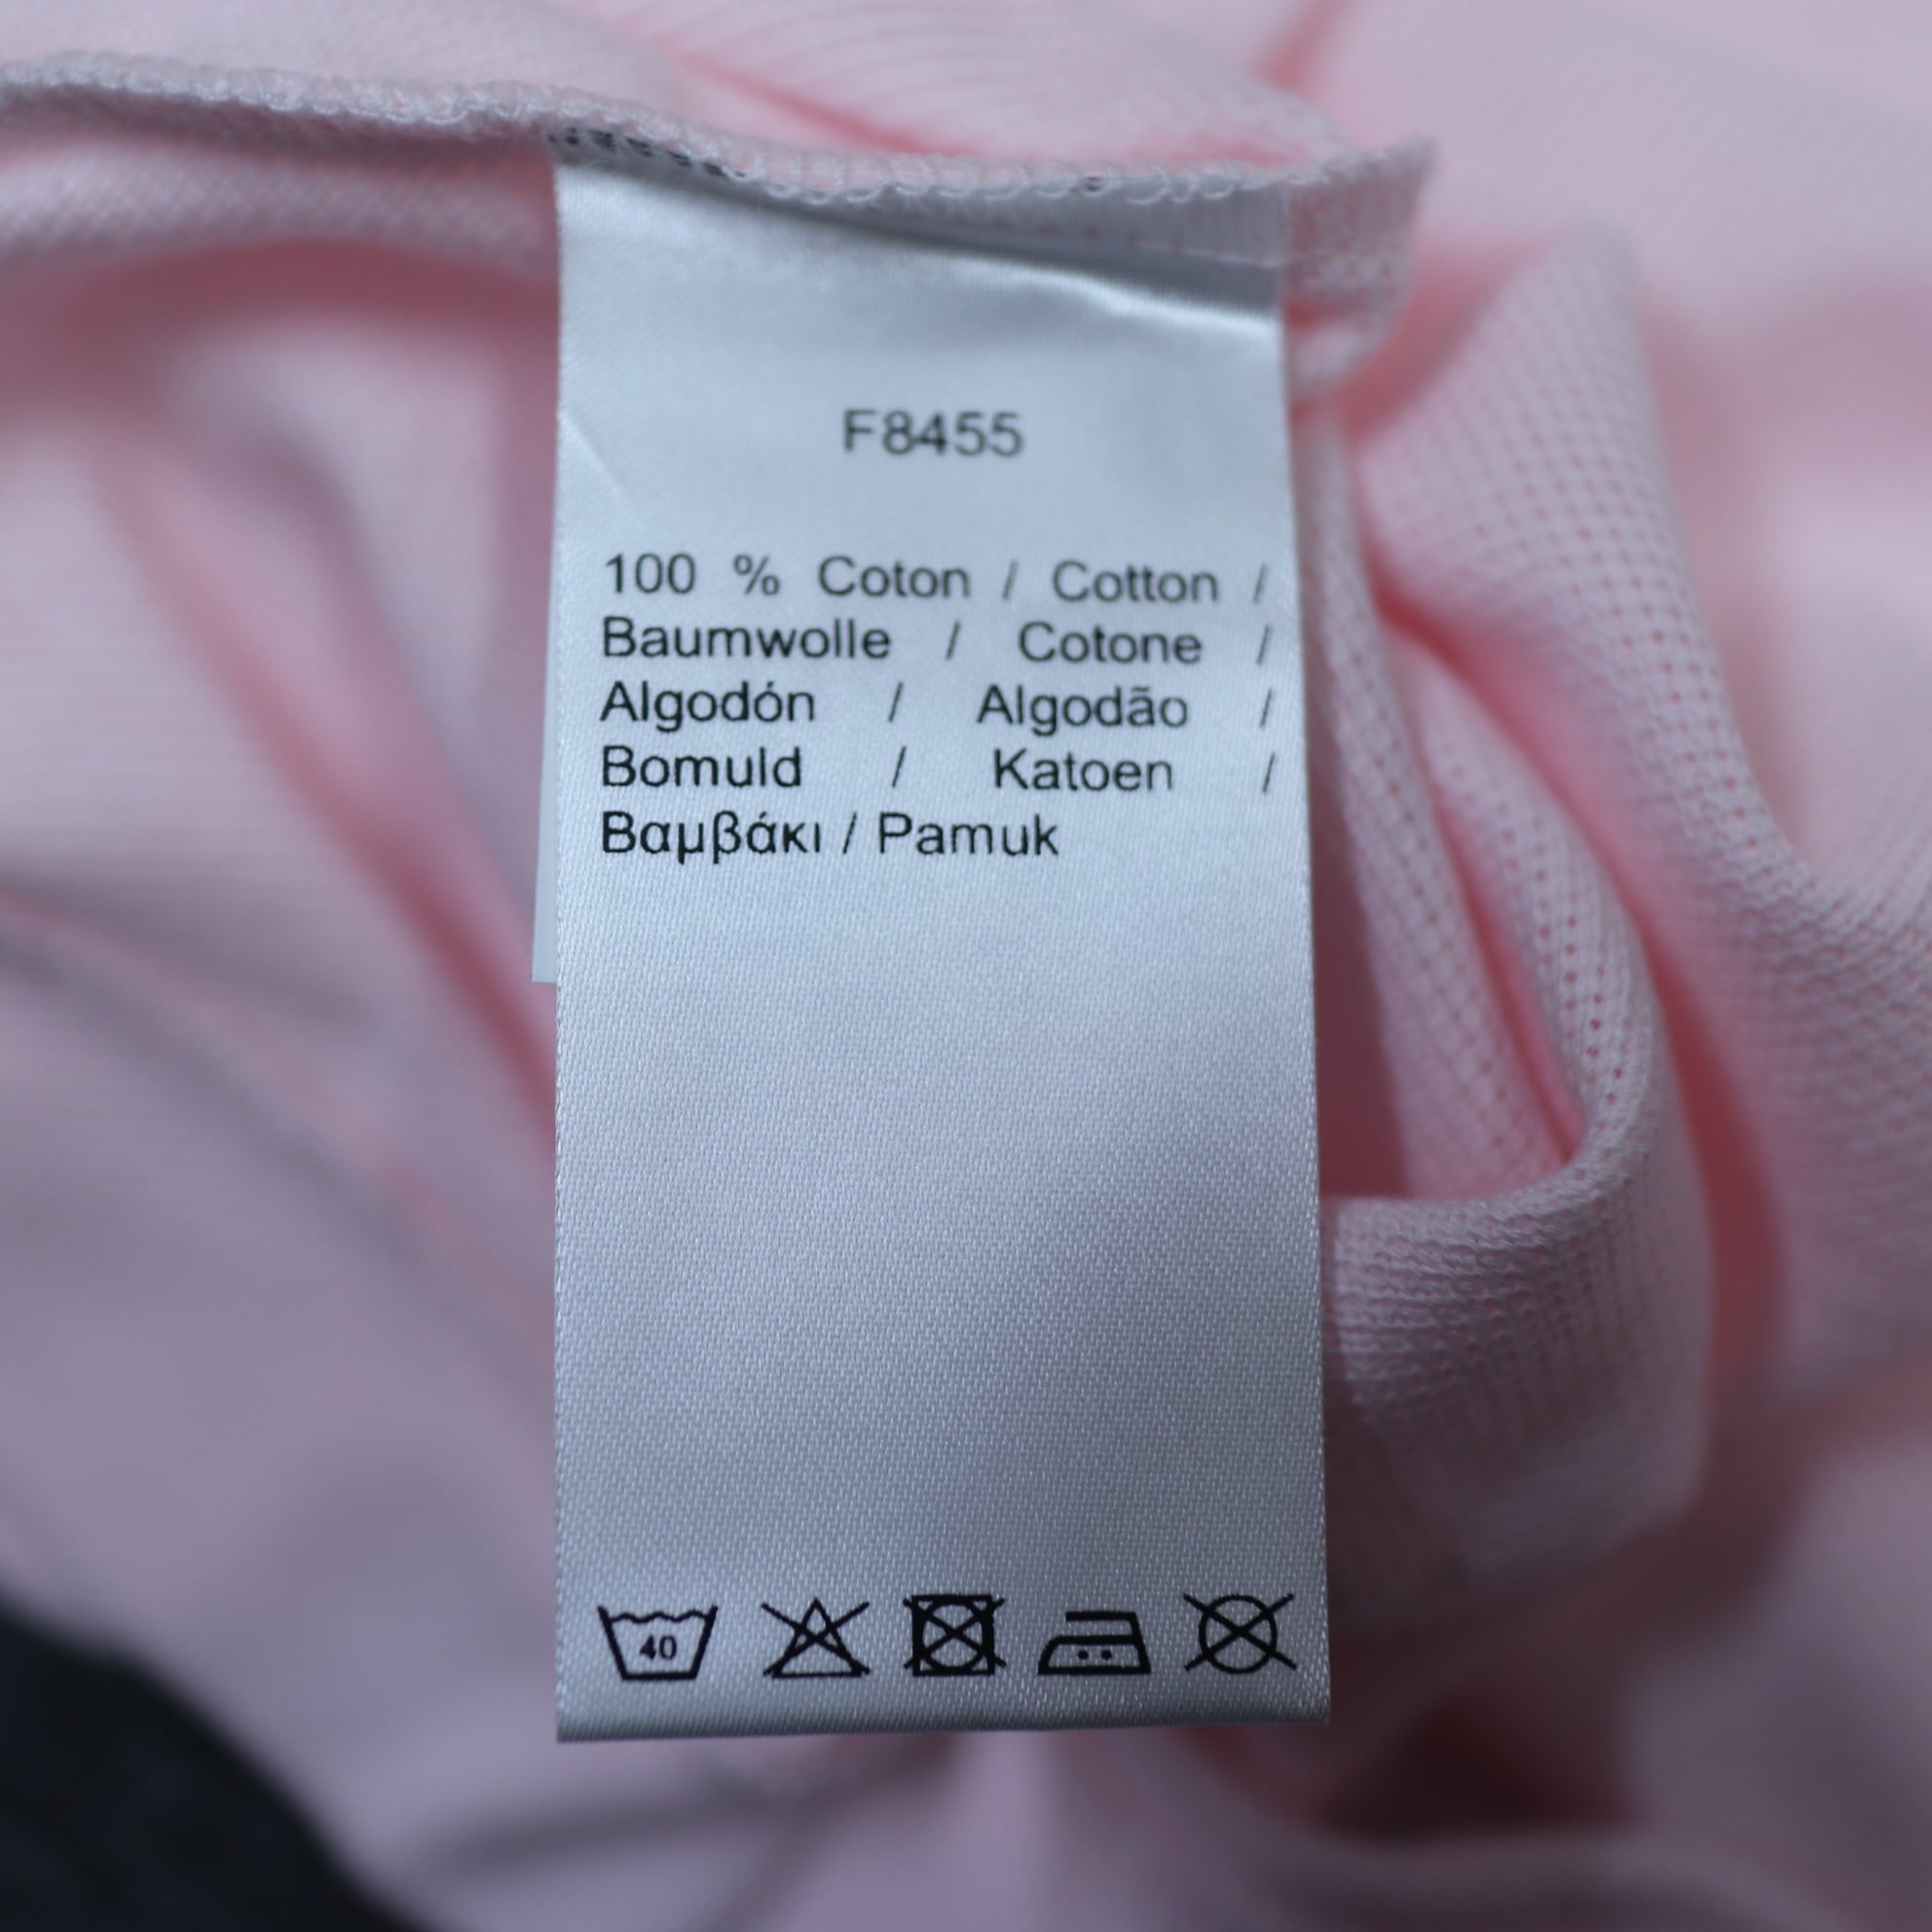 F8455
100 % Coton / Cotton /
Baumwolle / Cotone /
Algodón / Algodão /
Bomuld / Katoen /
Βαμβάκι / Pamuk
40